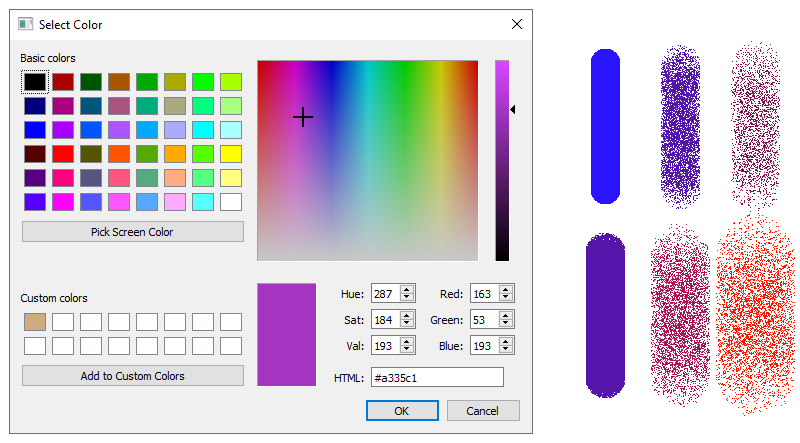 Select Color
Basic colors
Pick Screen Color
Custom colors
Add to Custom Colors
Hue: 287 Red: 163
Sat: 184 Green: 53
Val: 193 Blue: 193
HTML: #a335c1
OK Cancel